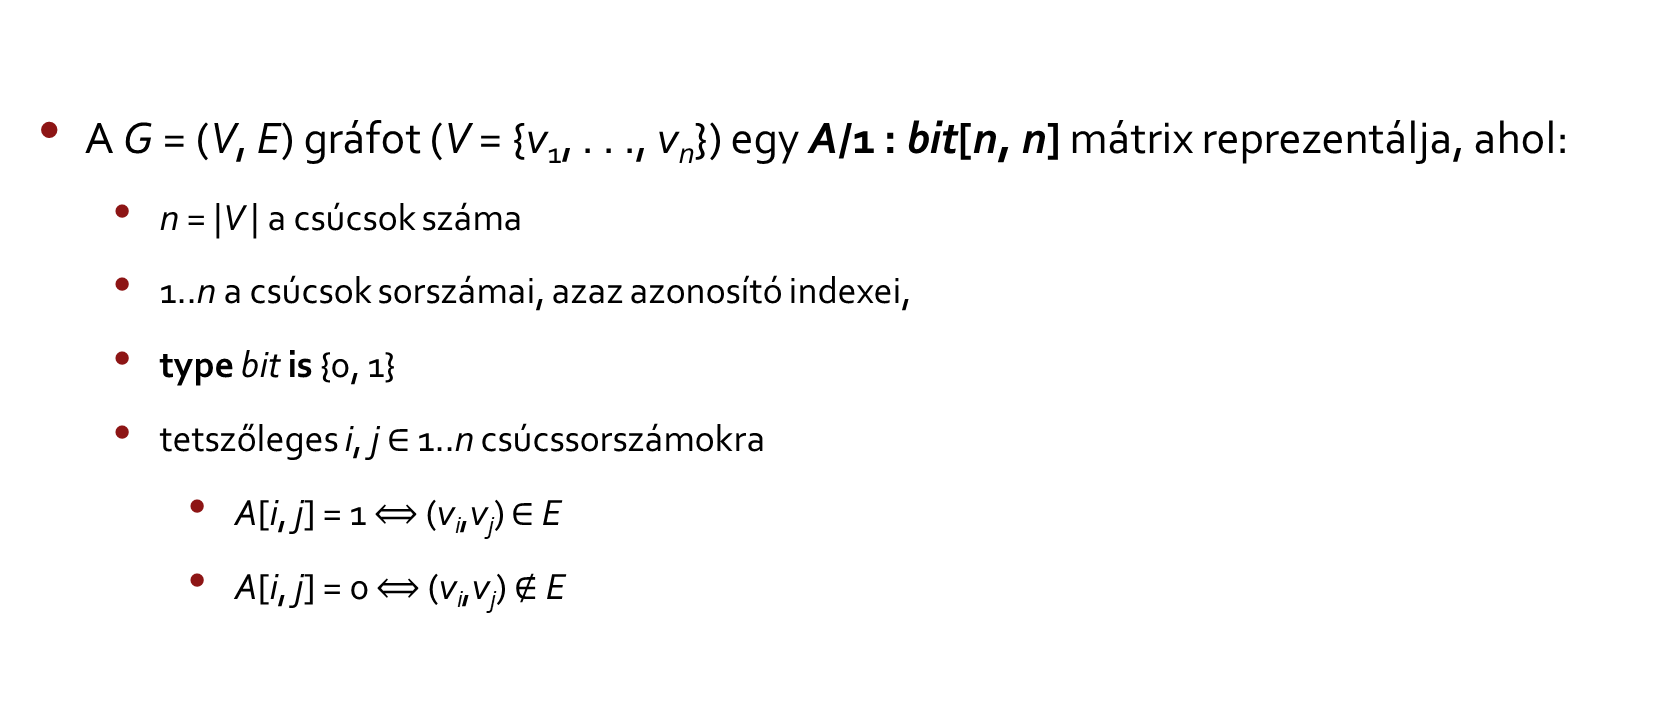 • A G = (V, E) gráfot (V = {v₁, . . ., vₙ}) egy A/1 : bit[n, n] mátrix reprezentálja, ahol:
• n = |V| a csúcsok száma
• 1..n a csúcsok sorszámai, azaz azonosító indexei,
• type bit is {0, 1}
• tetszőleges i, j ∈ 1..n csúcssorszámokra
• A[i, j] = 1 ⟺ (vᵢ,vⱼ) ∈ E
• A[i, j] = 0 ⟺ (vᵢ,vⱼ) ∉ E